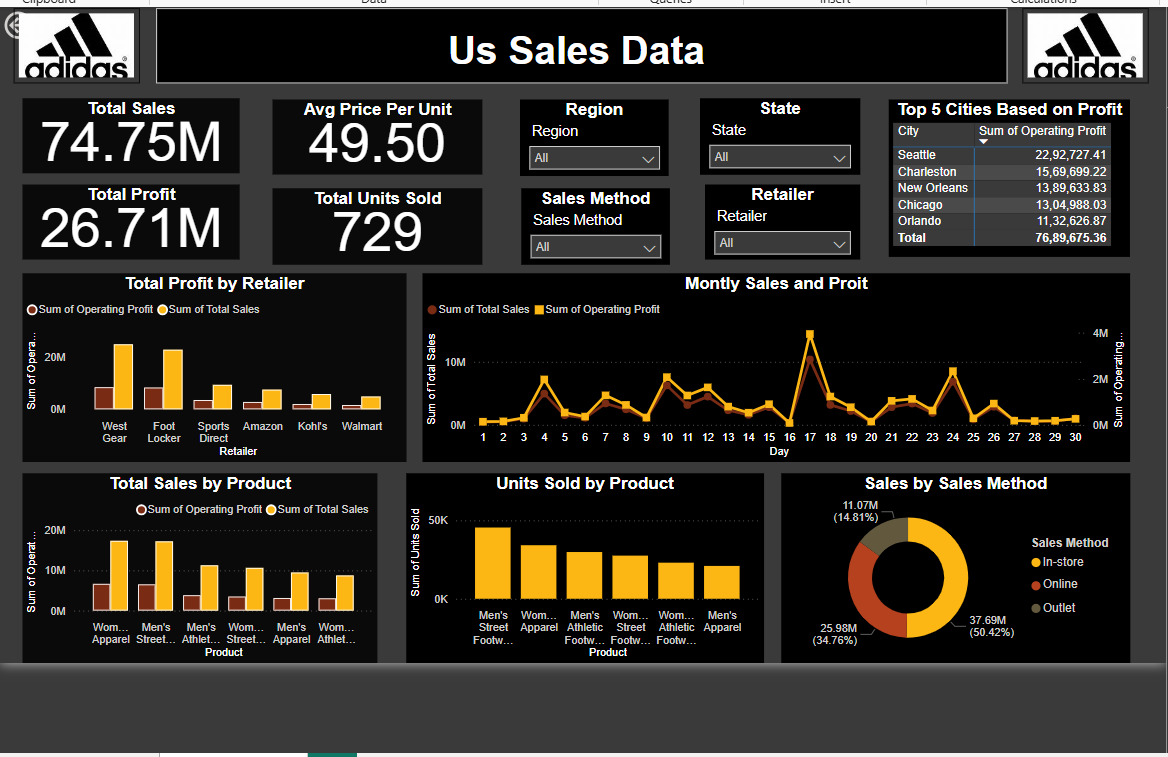 Clipboard
Data
Queries
Insert
Calculations
adidas®
Us Sales Data
adidas®
Total Sales
74.75M
Avg Price Per Unit
49.50
Region
Region
All
State
State
All
Top 5 Cities Based on Profit
City Sum of Operating Profit
Seattle 22,92,727.41
Charleston 15,69,699.22
New Orleans 13,89,633.83
Chicago 13,04,988.03
Orlando 11,32,626.87
Total 76,89,675.36
Total Profit
26.71M
Total Units Sold
729
Sales Method
Sales Method
All
Retailer
Retailer
All
Total Profit by Retailer
Sum of Operating Profit Sum of Total Sales
Sum of Opera...
20M
0M
West Gear
Foot Locker
Sports Direct
Amazon
Kohl's
Walmart
Retailer
Montly Sales and Proit
Sum of Total Sales Sum of Operating Profit
Sum of Total Sales
10M
0M
4M
2M
0M
Sum of Operating...
1 2 3 4 5 6 7 8 9 10 11 12 13 14 15 16 17 18 19 20 21 22 23 24 25 26 27 28 29 30
Day
Total Sales by Product
Sum of Operating Profit Sum of Total Sales
Sum of Operat...
20M
10M
0M
Wom... Apparel
Men's Street...
Men's Athlet...
Wom... Street...
Men's Apparel
Wom... Athlet...
Product
Units Sold by Product
Sum of Units Sold
50K
0K
Men's Street Footw...
Wom... Apparel
Men's Athletic Footw...
Wom... Street Footw...
Wom... Athletic Footw...
Men's Apparel
Product
Sales by Sales Method
11.07M
(14.81%)
25.98M
(34.76%)
37.69M
(50.42%)
Sales Method
In-store
Online
Outlet